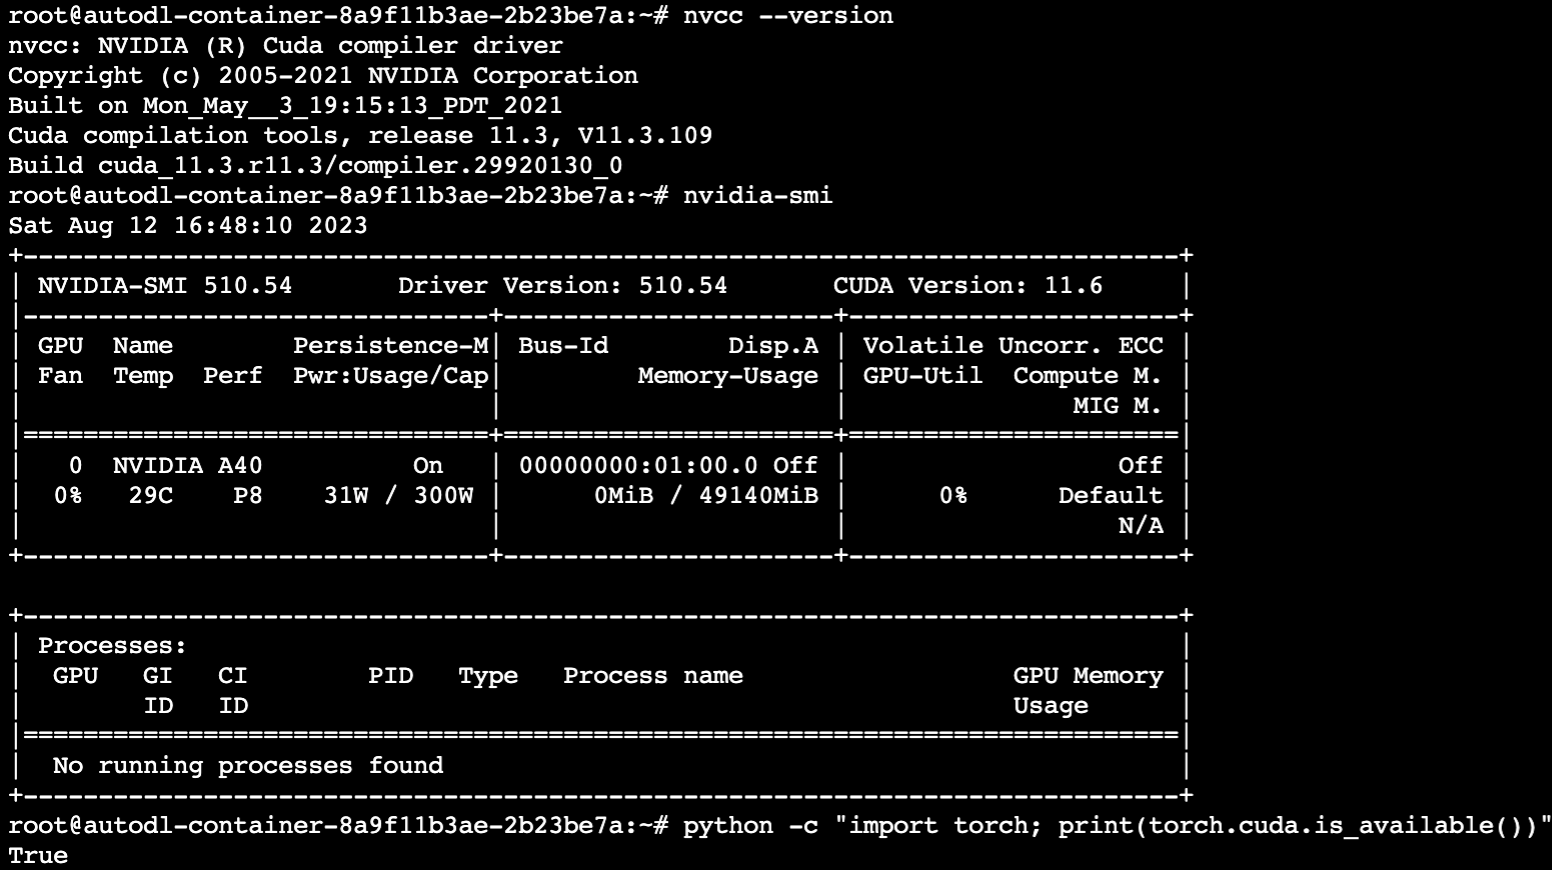 root@autodl-container-8a9f11b3ae-2b23be7a:~# nvcc --version
nvcc: NVIDIA (R) Cuda compiler driver
Copyright (c) 2005-2021 NVIDIA Corporation
Built on Mon_May__3_19:15:13_PDT_2021
Cuda compilation tools, release 11.3, V11.3.109
Build cuda_11.3.r11.3/compiler.29920130_0
root@autodl-container-8a9f11b3ae-2b23be7a:~# nvidia-smi
Sat Aug 12 16:48:10 2023
+-----------------------------------------------------------------------------+
| NVIDIA-SMI 510.54       Driver Version: 510.54       CUDA Version: 11.6     |
|-------------------------------+----------------------+----------------------+
| GPU  Name        Persistence-M| Bus-Id        Disp.A | Volatile Uncorr. ECC |
| Fan  Temp  Perf  Pwr:Usage/Cap|         Memory-Usage | GPU-Util  Compute M. |
|                               |                      |               MIG M. |
|===============================+======================+======================|
|   0  NVIDIA A40          On   | 00000000:01:00.0 Off |                  Off |
|  0%   29C    P8    31W / 300W |      0MiB / 49140MiB |      0%      Default |
|                               |                      |                  N/A |
+-------------------------------+----------------------+----------------------+

+-----------------------------------------------------------------------------+
| Processes:                                                                  |
|  GPU   GI   CI        PID   Type   Process name                  GPU Memory |
|        ID   ID                                                   Usage      |
|=============================================================================|
|  No running processes found                                                 |
+-----------------------------------------------------------------------------+
root@autodl-container-8a9f11b3ae-2b23be7a:~# python -c "import torch; print(torch.cuda.is_available())"
True